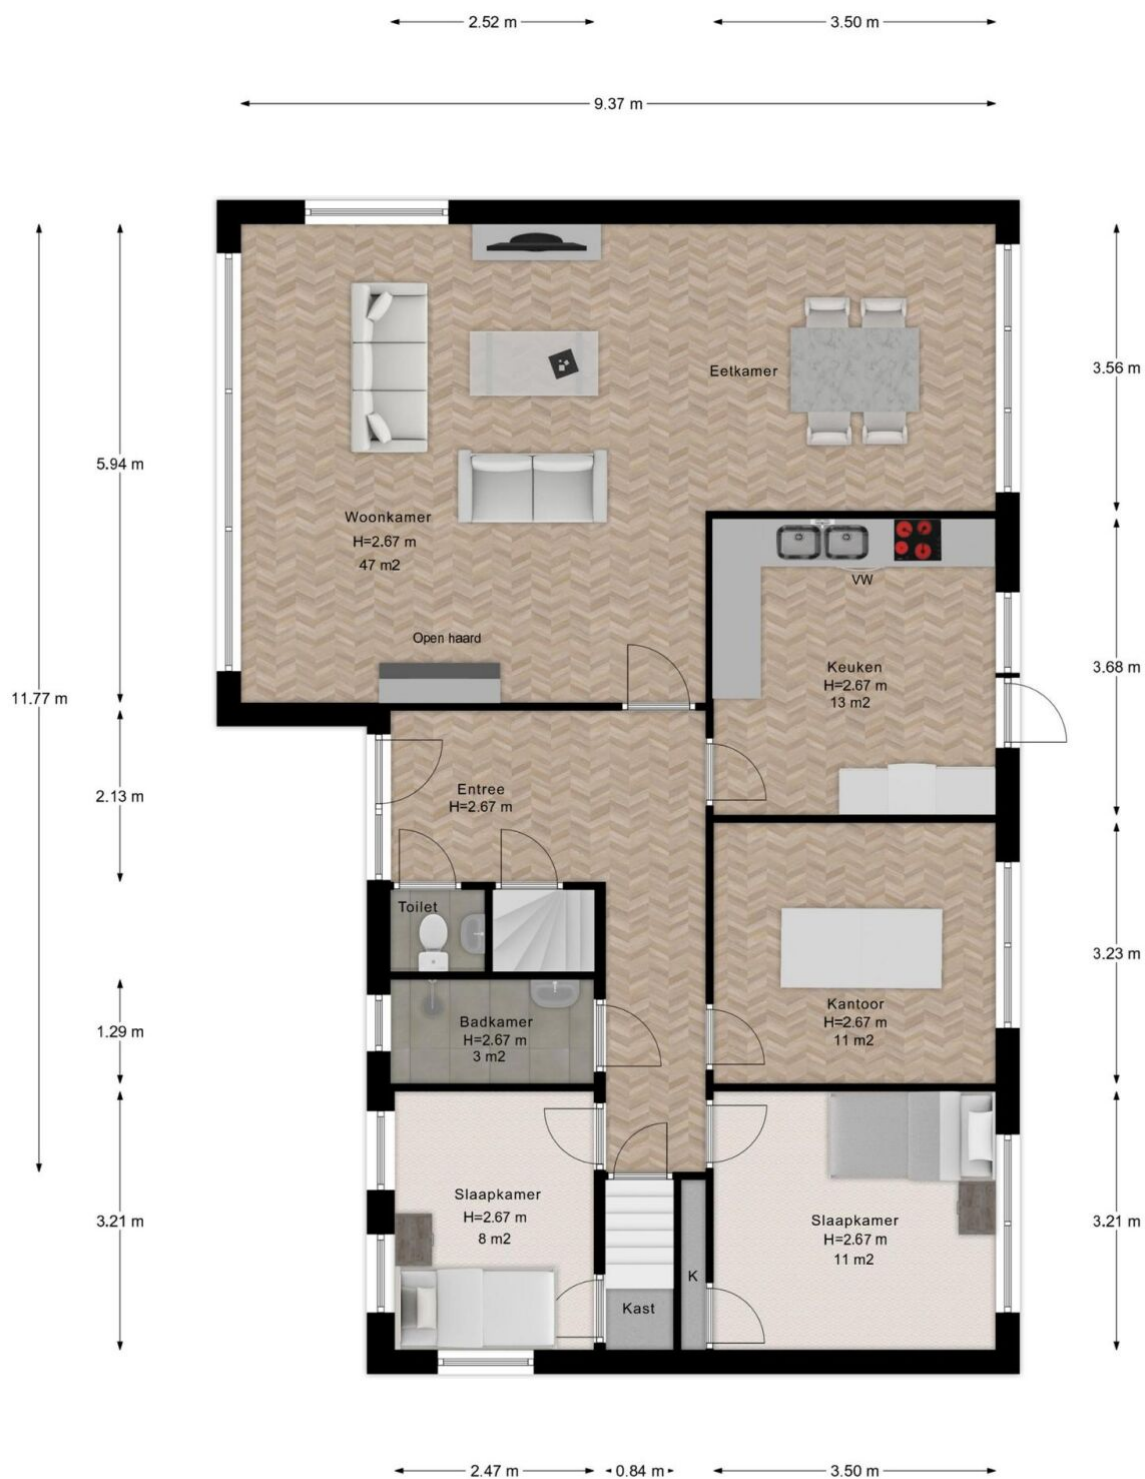 2.52 m
3.50 m
9.37 m
Eetkamer
3.56 m
5.94 m
Woonkamer
H=2.67 m
47 m2
VW
Open haard
Keuken
H=2.67 m
13 m2
3.68 m
11.77 m
Entree
H=2.67 m
2.13 m
Toilet
3.23 m
Kantoor
H=2.67 m
11 m2
Badkamer
H=2.67 m
3 m2
1.29 m
Slaapkamer
H=2.67 m
8 m2
3.21 m
Slaapkamer
H=2.67 m
11 m2
3.21 m
K
Kast
2.47 m
0.84 m
3.50 m